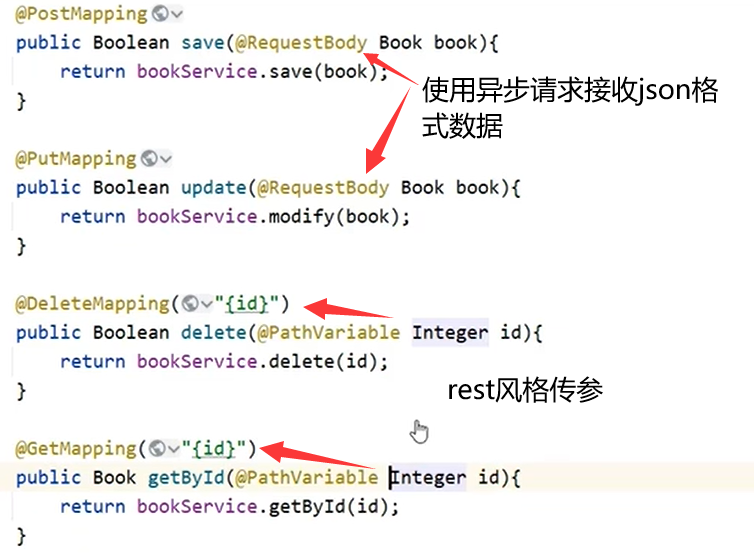 @PostMapping
public Boolean save(@RequestBody Book book){
return bookService.save(book);
}
使用异步请求接收json格
式数据
@PutMapping
public Boolean update(@RequestBody Book book){
return bookService.modify(book);
}
@DeleteMapping("{id}")
public Boolean delete(@PathVariable Integer id){
return bookService.delete(id);
}
rest风格传参
@GetMapping("{id}")
public Book getById(@PathVariable Integer id){
return bookService.getById(id);
}